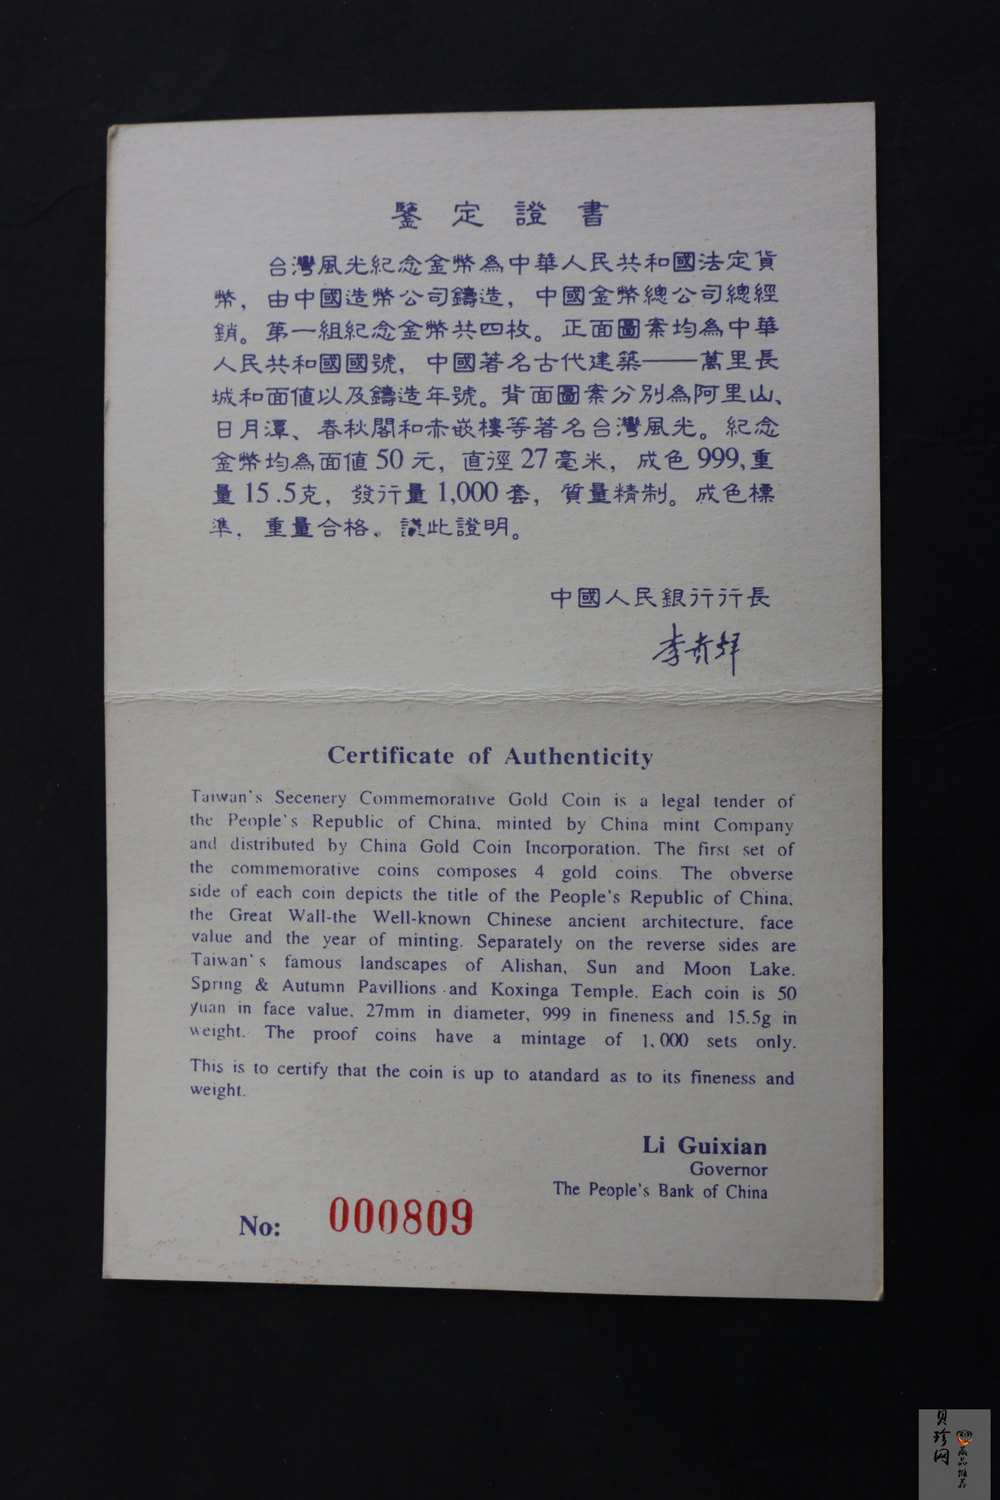 鑒定證書
台灣風光紀念金幣為中華人民共和國法定貨
幣，由中國造幣公司鑄造，中國金幣總公司總經
銷。第一組紀念金幣共四枚。正面圖案均為中華
人民共和國國號，中國著名古代建築——萬里長
城和面值以及鑄造年號。背面圖案分別為阿里山、
日月潭、春秋閣和赤嵌樓等著名台灣風光。紀念
金幣均為面值50元，直徑27毫米，成色999,重
量15.5克，發行量1,000套，質量精制。成色標
準，重量合格。謹此證明。
中國人民銀行行長
李贵鲜
Certificate of Authenticity
Taiwan's Secenery Commemorative Gold Coin is a legal tender of
the People's Republic of China, minted by China mint Company
and distributed by China Gold Coin Incorporation. The first set of
the commemorative coins composes 4 gold coins. The obverse
side of each coin depicts the title of the People's Republic of China,
the Great Wall-the Well-known Chinese ancient architecture, face
value and the year of minting. Separately on the reverse sides are
Taiwan's famous landscapes of Alishan, Sun and Moon Lake.
Spring & Autumn Pavillions and Koxinga Temple. Each coin is 50
yuan in face value, 27mm in diameter, 999 in fineness and 15.5g in
weight. The proof coins have a mintage of 1,000 sets only.
This is to certify that the coin is up to atandard as to its fineness and
weight.
Li Guixian
Governor
The People's Bank of China
No: 000809
贝珍网
藏品推荐